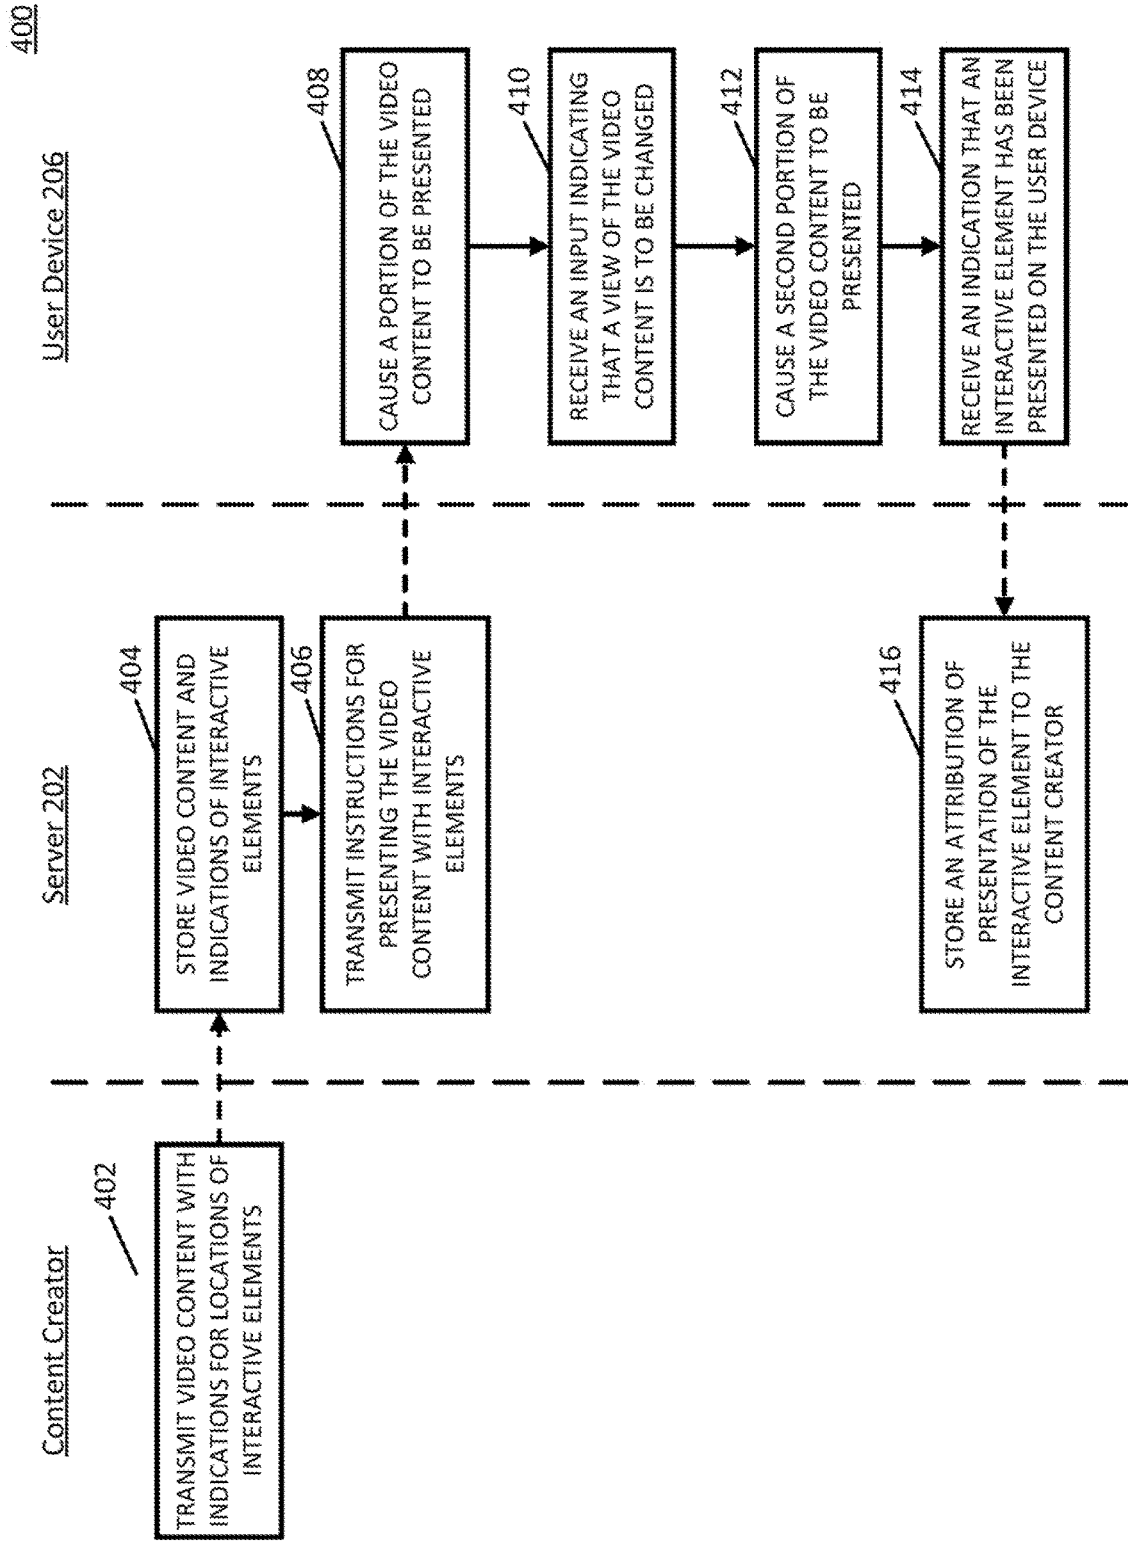 400
Content Creator
Server 202
User Device 206
402
TRANSMIT VIDEO CONTENT WITH
INDICATIONS FOR LOCATIONS OF
INTERACTIVE ELEMENTS
404
STORE VIDEO CONTENT AND
INDICATIONS OF INTERACTIVE
ELEMENTS
406
TRANSMIT INSTRUCTIONS FOR
PRESENTING THE VIDEO
CONTENT WITH INTERACTIVE
ELEMENTS
408
CAUSE A PORTION OF THE VIDEO
CONTENT TO BE PRESENTED
410
RECEIVE AN INPUT INDICATING
THAT A VIEW OF THE VIDEO
CONTENT IS TO BE CHANGED
412
CAUSE A SECOND PORTION OF
THE VIDEO CONTENT TO BE
PRESENTED
414
RECEIVE AN INDICATION THAT AN
INTERACTIVE ELEMENT HAS BEEN
PRESENTED ON THE USER DEVICE
416
STORE AN ATTRIBUTION OF
PRESENTATION OF THE
INTERACTIVE ELEMENT TO THE
CONTENT CREATOR